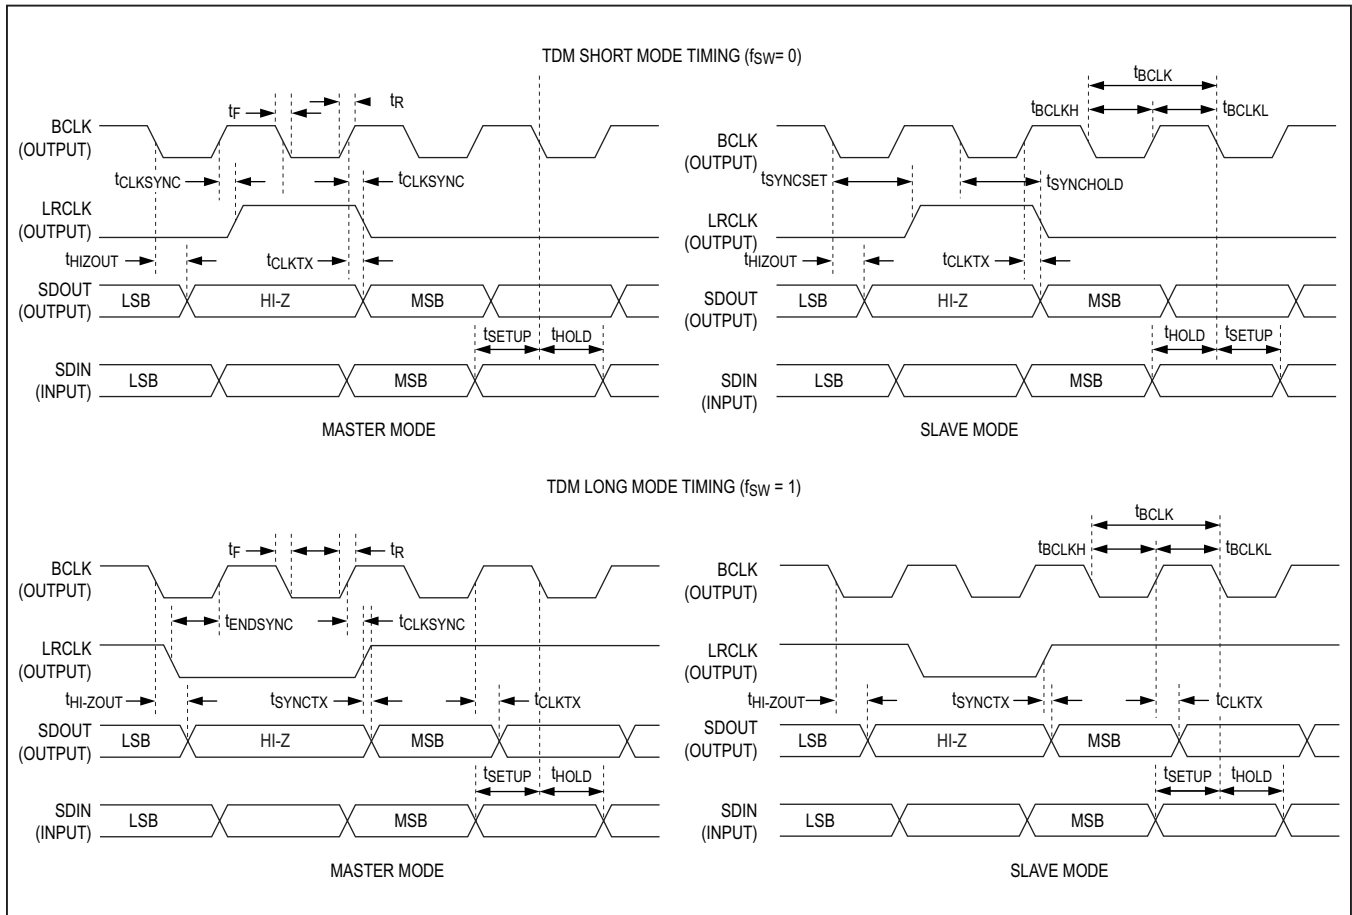 TDM SHORT MODE TIMING (fSW= 0)
tF
tR
BCLK
(OUTPUT)
tCLKSYNC
tCLKSYNC
LRCLK
(OUTPUT)
tHIZOUT
tCLKTX
SDOUT
(OUTPUT)
LSB
HI-Z
MSB
tSETUP
tHOLD
SDIN
(INPUT)
LSB
MSB
MASTER MODE
tBCLK
tBCLKH
tBCLKL
BCLK
(OUTPUT)
tSYNCSET
tSYNCHOLD
LRCLK
(OUTPUT)
tHIZOUT
tCLKTX
SDOUT
(OUTPUT)
LSB
HI-Z
MSB
tHOLD
tSETUP
SDIN
(INPUT)
LSB
MSB
SLAVE MODE
TDM LONG MODE TIMING (fSW = 1)
tF
tR
BCLK
(OUTPUT)
tENDSYNC
tCLKSYNC
LRCLK
(OUTPUT)
tHI-ZOUT
tSYNCTX
tCLKTX
SDOUT
(OUTPUT)
LSB
HI-Z
MSB
tSETUP
tHOLD
SDIN
(INPUT)
LSB
MSB
MASTER MODE
tBCLK
tBCLKH
tBCLKL
BCLK
(OUTPUT)
LRCLK
(OUTPUT)
tHI-ZOUT
tSYNCTX
tCLKTX
SDOUT
(OUTPUT)
LSB
HI-Z
MSB
tSETUP
tHOLD
SDIN
(INPUT)
LSB
MSB
SLAVE MODE